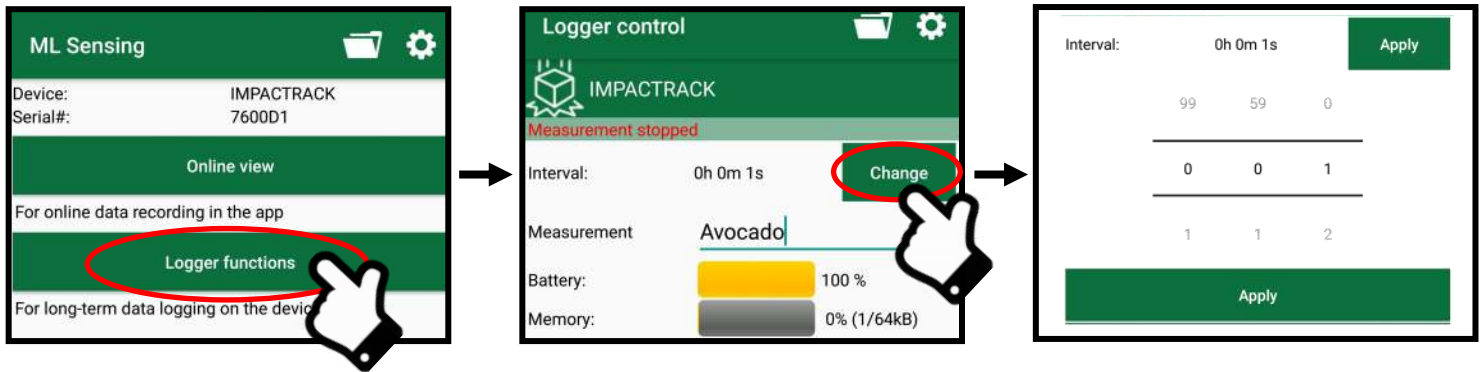 ML Sensing
Device: IMPACTRACK
Serial#: 7600D1
Online view
For online data recording in the app
Logger functions
For long-term data logging on the devic
Logger control
IMPACTRACK
Measurement stopped
Interval: 0h 0m 1s Change
Measurement Avocado
Battery: 100 %
Memory: 0% (1/64kB)
Interval: 0h 0m 1s Apply
99 59 0
0 0 1
1 1 2
Apply